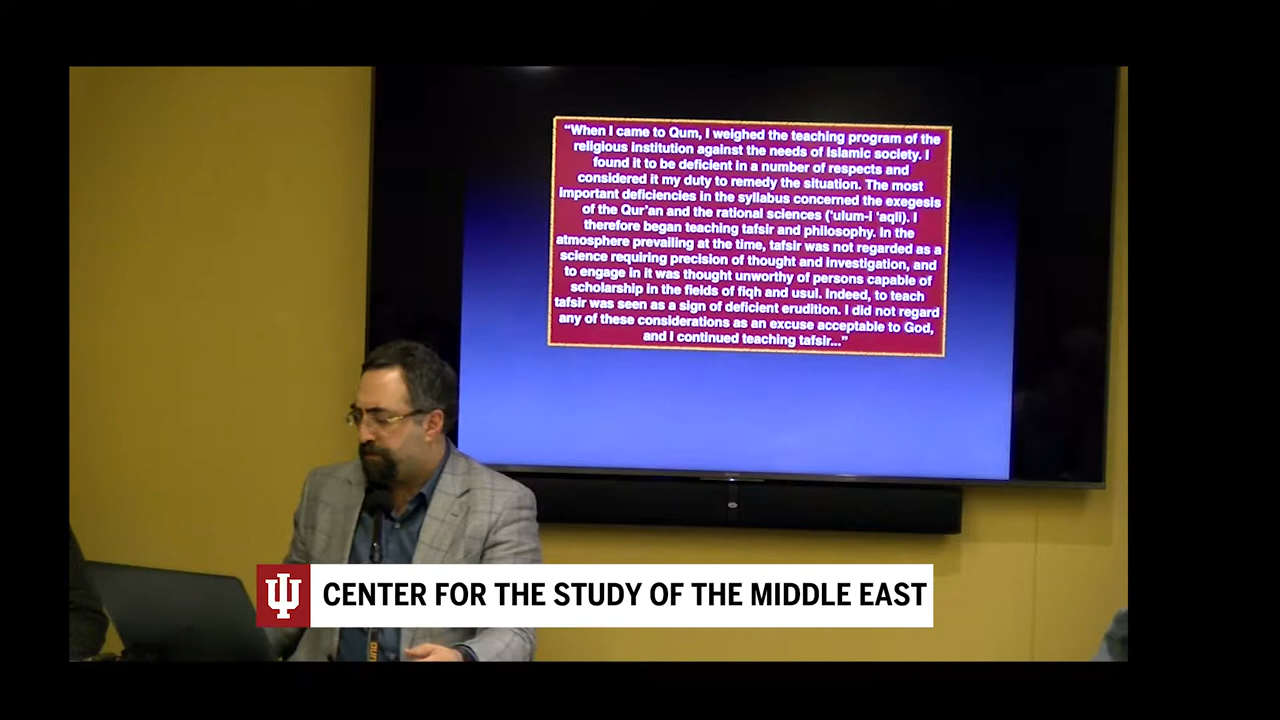 “When I came to Qum, I weighed the teaching program of the
religious institution against the needs of Islamic society. I
found it to be deficient in a number of respects and
considered it my duty to remedy the situation. The most
important deficiencies in the syllabus concerned the exegesis
of the Qur’an and the rational sciences (‘ulum-i ‘aqli). I
therefore began teaching tafsir and philosophy. In the
atmosphere prevailing at the time, tafsir was not regarded as a
science requiring precision of thought and investigation, and
to engage in it was thought unworthy of persons capable of
scholarship in the fields of fiqh and usul. Indeed, to teach
tafsir was seen as a sign of deficient erudition. I did not regard
any of these considerations as an excuse acceptable to God,
and I continued teaching tafsir...”
CENTER FOR THE STUDY OF THE MIDDLE EAST